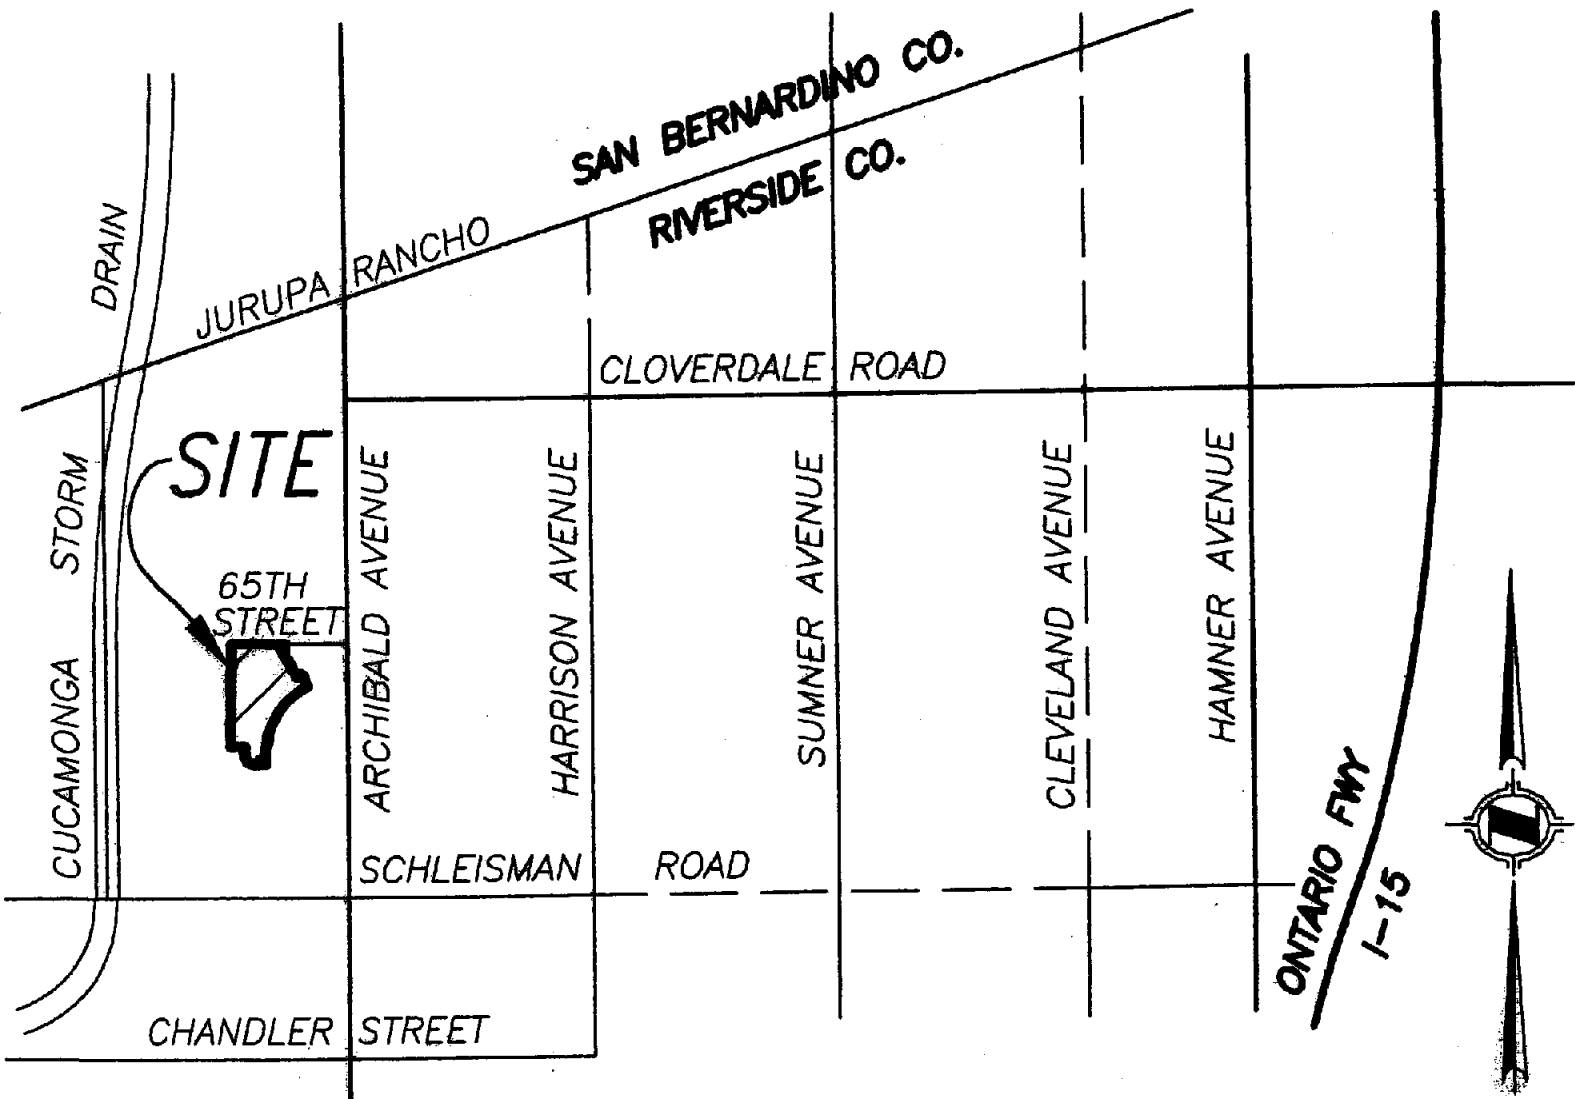 SAN BERNARDINO CO.
RIVERSIDE CO.
DRAIN
JURUPA RANCHO
CLOVERDALE ROAD
SITE
STORM
65TH
STREET
CUCAMONGA
ARCHIBALD AVENUE
HARRISON AVENUE
SUMNER AVENUE
CLEVELAND AVENUE
HAMNER AVENUE
ONTARIO FWY
I-15
SCHLEISMAN ROAD
CHANDLER STREET
N